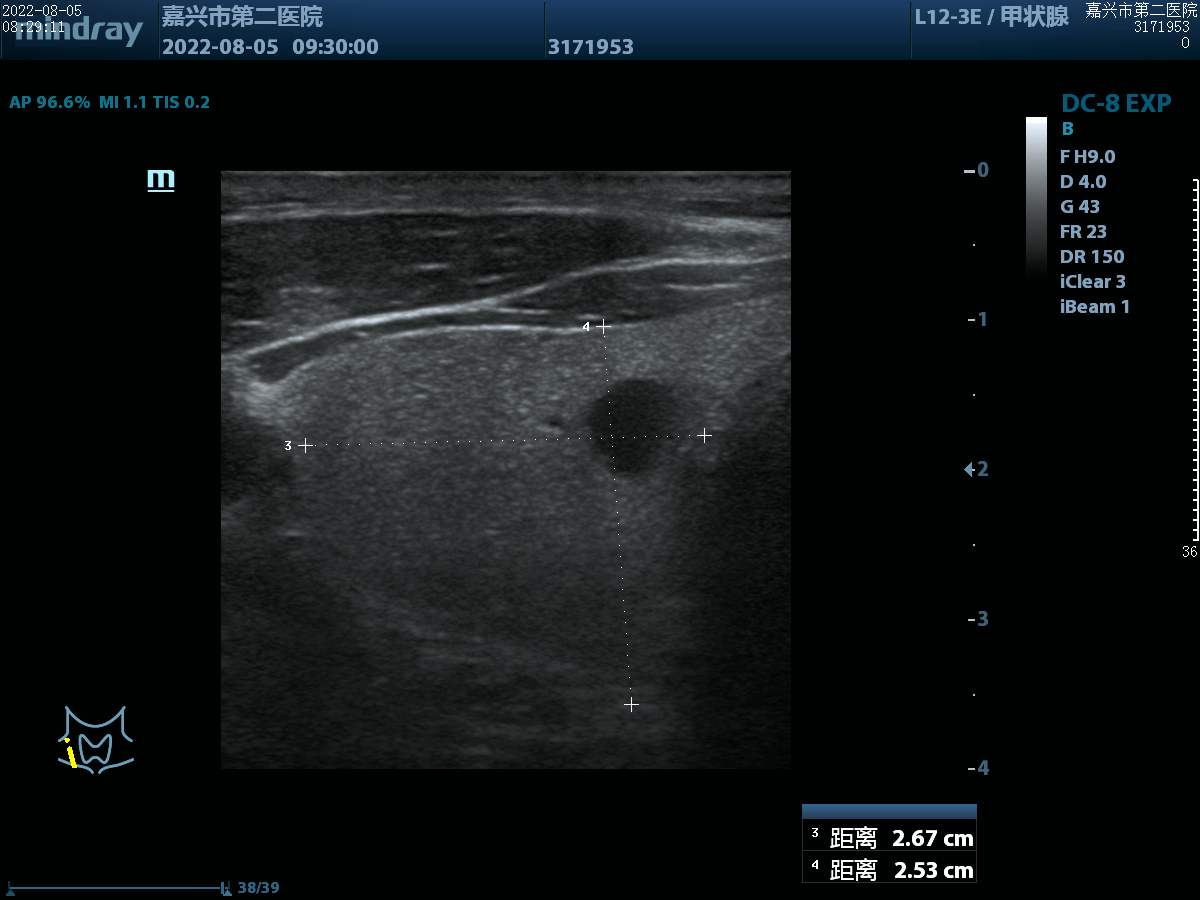 2022-08-05
08:29:11
mindray
嘉兴市第二医院
2022-08-05 09:30:00
3171953
L12-3E / 甲状腺
嘉兴市第二医院
3171953
0
AP 96.6% MI 1.1 TIS 0.2
DC-8 EXP
B
F H9.0
D 4.0
G 43
FR 23
DR 150
iClear 3
iBeam 1
m
0
1
2
3
4
36
4
3
3 距离 2.67 cm
4 距离 2.53 cm
38/39